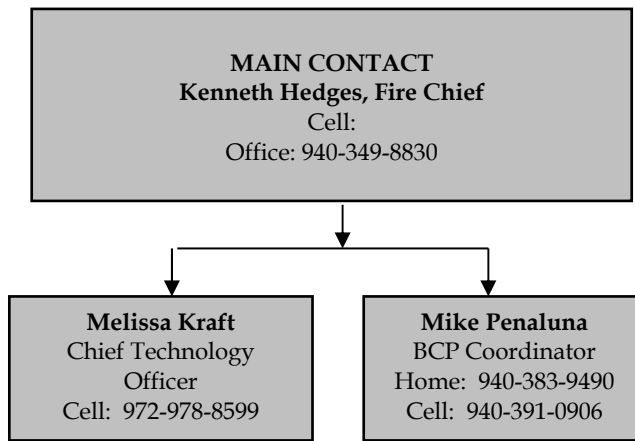 MAIN CONTACT
Kenneth Hedges, Fire Chief
Cell:
Office: 940-349-8830
Melissa Kraft
Chief Technology
Officer
Cell:  972-978-8599
Mike Penaluna
BCP Coordinator
Home:  940-383-9490
Cell:  940-391-0906